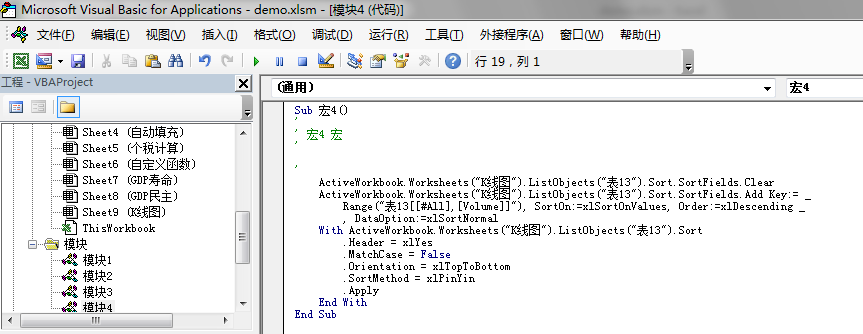 Microsoft Visual Basic for Applications - demo.xlsm - [模块4 (代码)]
文件(F) 编辑(E) 视图(V) 插入(I) 格式(O) 调试(D) 运行(R) 工具(T) 外接程序(A) 窗口(W) 帮助(H)
行 19, 列 1
工程 - VBAProject
(通用) 宏4
Sheet4 (自动填充)
Sheet5 (个税计算)
Sheet6 (自定义函数)
Sheet7 (GDP寿命)
Sheet8 (GDP民主)
Sheet9 (K线图)
ThisWorkbook
模块
模块1
模块2
模块3
模块4
Sub 宏4()
'
' 宏4 宏
'
'
ActiveWorkbook.Worksheets("K线图").ListObjects("表13").Sort.SortFields.Clear
ActiveWorkbook.Worksheets("K线图").ListObjects("表13").Sort.SortFields.Add Key:= _
Range("表13[[#All],[Volume]]"), SortOn:=xlSortOnValues, Order:=xlDescending _
, DataOption:=xlSortNormal
With ActiveWorkbook.Worksheets("K线图").ListObjects("表13").Sort
.Header = xlYes
.MatchCase = False
.Orientation = xlTopToBottom
.SortMethod = xlPinYin
.Apply
End With
End Sub